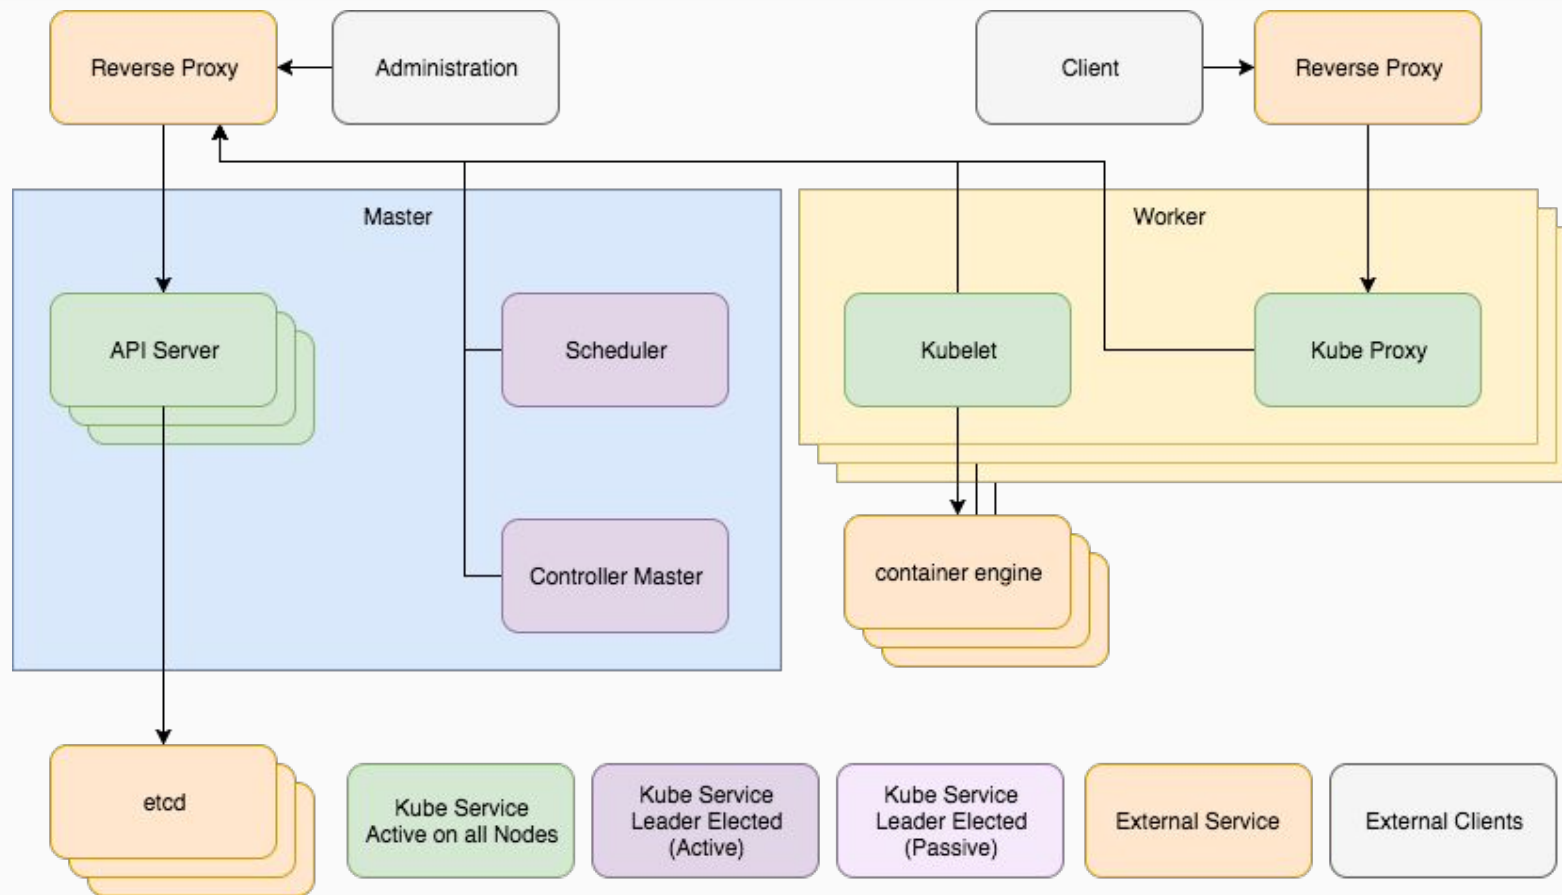 Reverse Proxy
Administration
Client
Reverse Proxy
Master
Worker
API Server
Scheduler
Kubelet
Kube Proxy
Controller Master
container engine
etcd
Kube Service
Active on all Nodes
Kube Service
Leader Elected
(Active)
Kube Service
Leader Elected
(Passive)
External Service
External Clients